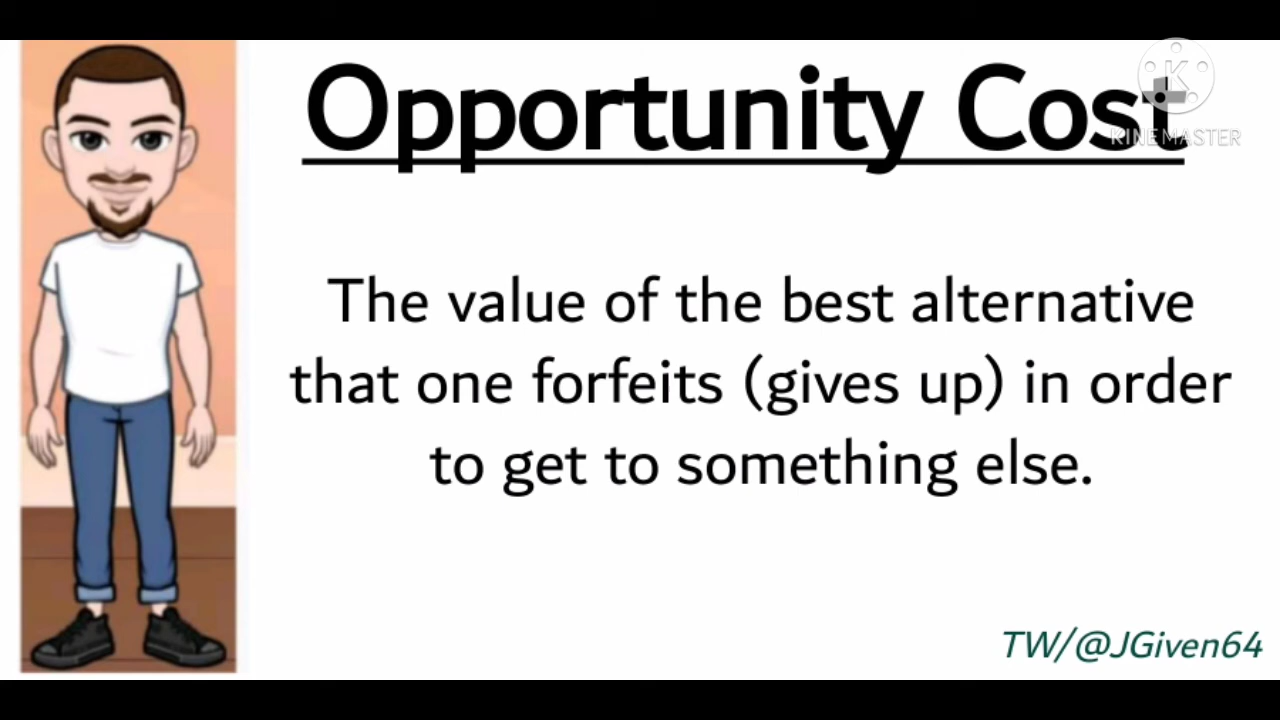 Opportunity Cost
KINEMASTER
The value of the best alternative
that one forfeits (gives up) in order
to get to something else.
TW/@JGiven64